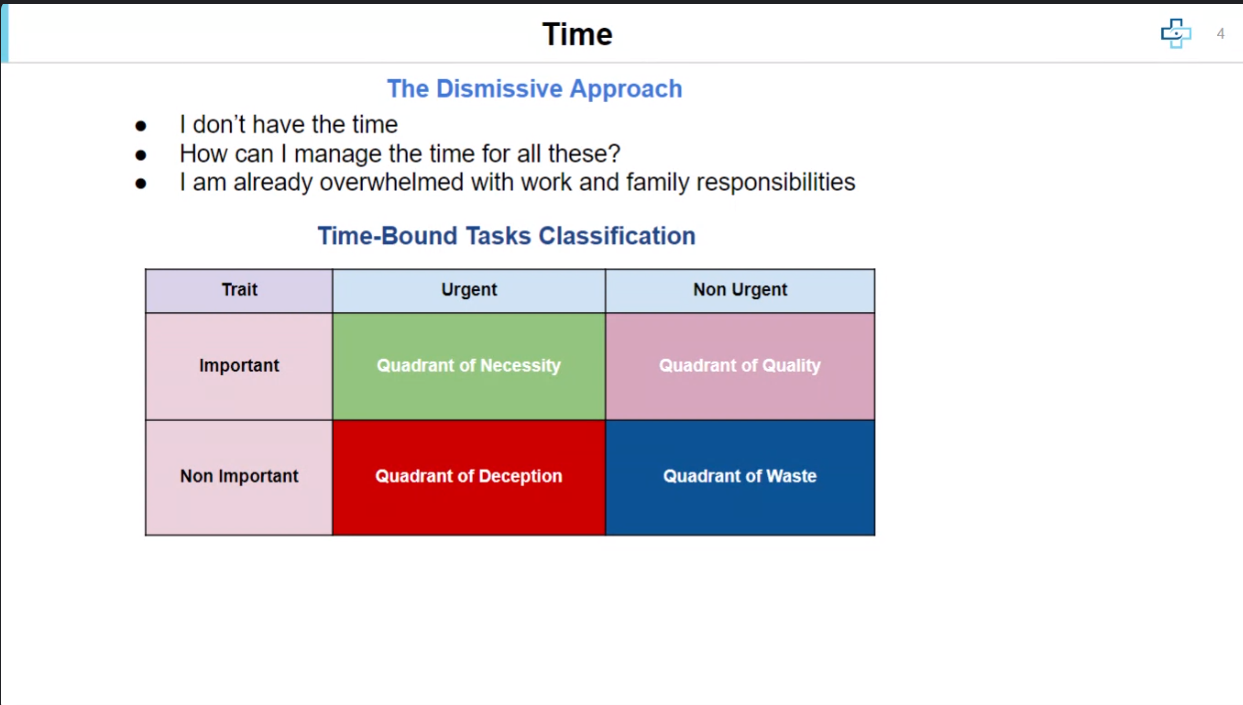 Time
4
The Dismissive Approach
● I don’t have the time
● How can I manage the time for all these?
● I am already overwhelmed with work and family responsibilities
Time-Bound Tasks Classification
Trait Urgent Non Urgent
Important Quadrant of Necessity Quadrant of Quality
Non Important Quadrant of Deception Quadrant of Waste